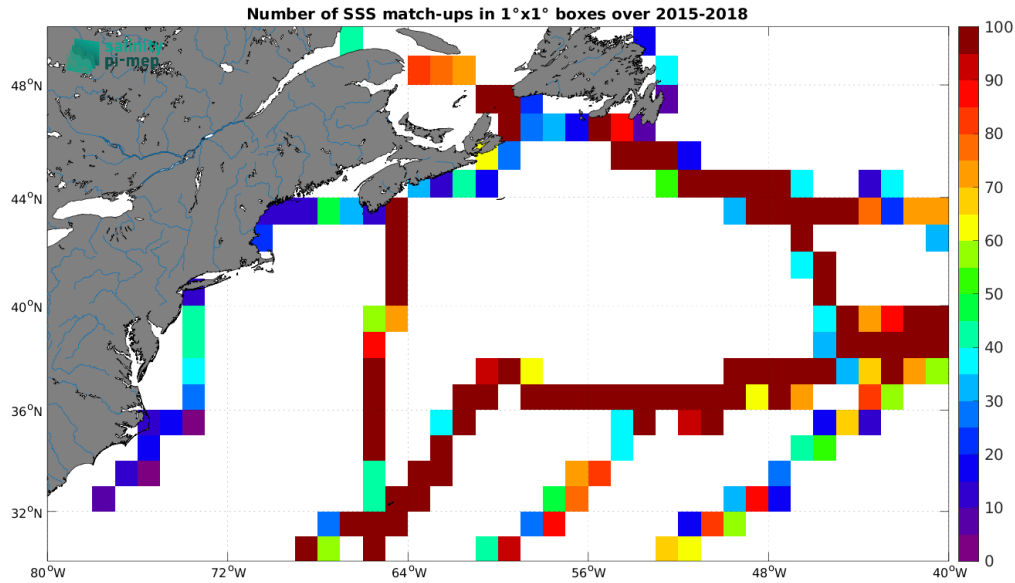 Number of SSS match-ups in 1°x1° boxes over 2015-2018
salinity
pi-mep
48°N
44°N
40°N
36°N
32°N
80°W 72°W 64°W 56°W 48°W 40°W
100
90
80
70
60
50
40
30
20
10
0